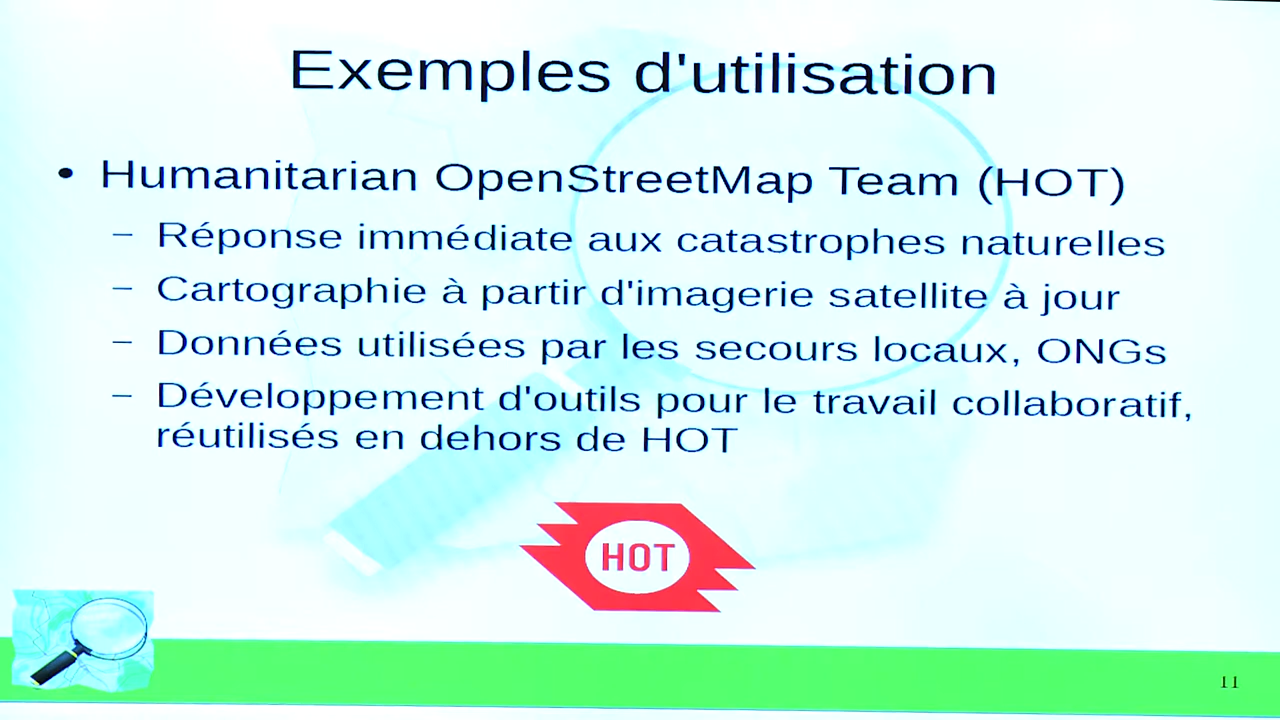 Exemples d'utilisation
• Humanitarian OpenStreetMap Team (HOT)
– Réponse immédiate aux catastrophes naturelles
– Cartographie à partir d'imagerie satellite à jour
– Données utilisées par les secours locaux, ONGs
– Développement d'outils pour le travail collaboratif,
réutilisés en dehors de HOT
HOT
11